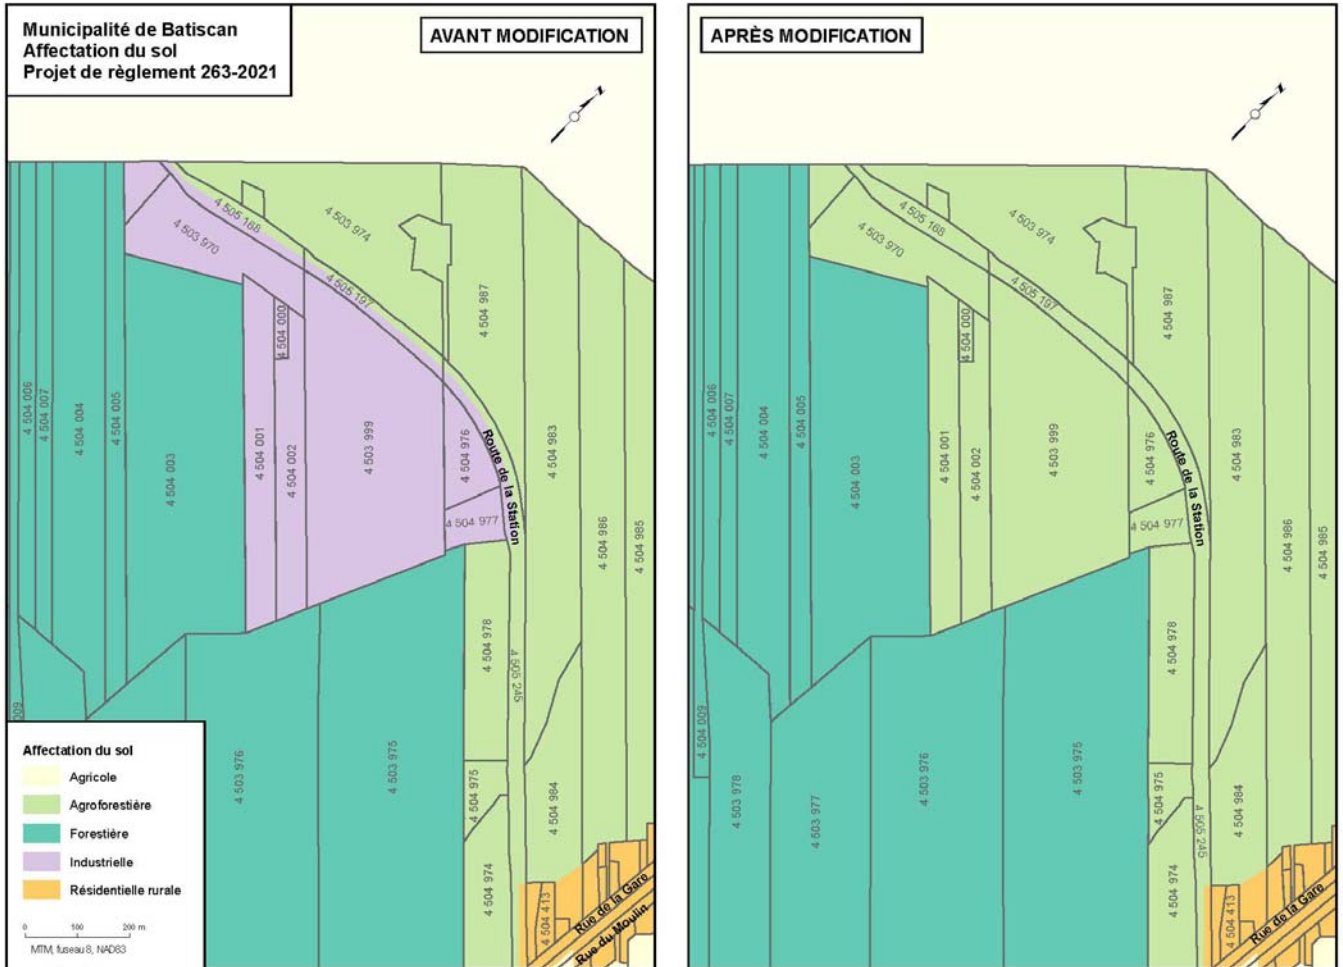 Municipalité de Batiscan
Affectation du sol
Projet de règlement 263-2021
AVANT MODIFICATION
4 505 168
4 503 974
4 503 970
4 505 197
4 504 987
4 504 000
4 504 006
4 504 007
4 504 004
4 504 005
4 504 003
4 504 001
4 504 002
4 503 999
4 504 976
4 504 983
Route de la Station
4 504 977
4 504 986
4 504 985
4 504 978
4 505 245
009
4 503 976
4 503 975
4 504 975
4 504 984
4 504 974
4 504 413
Rue de la Gare
Rue du Moulin
Affectation du sol
Agricole
Agroforestière
Forestière
Industrielle
Résidentielle rurale
0 100 200 m
MTM, fuseau 8, NAD83
APRÈS MODIFICATION
4 505 168
4 503 974
4 503 970
4 505 197
4 504 987
4 504 000
4 504 006
4 504 007
4 504 004
4 504 005
4 504 003
4 504 001
4 504 002
4 503 999
4 504 976
4 504 983
Route de la Station
4 504 977
4 504 986
4 504 985
4 504 978
4 504 009
4 503 978
4 503 977
4 503 976
4 503 975
4 504 975
4 504 984
4 505 245
4 504 974
4 504 413
Rue de la Gare